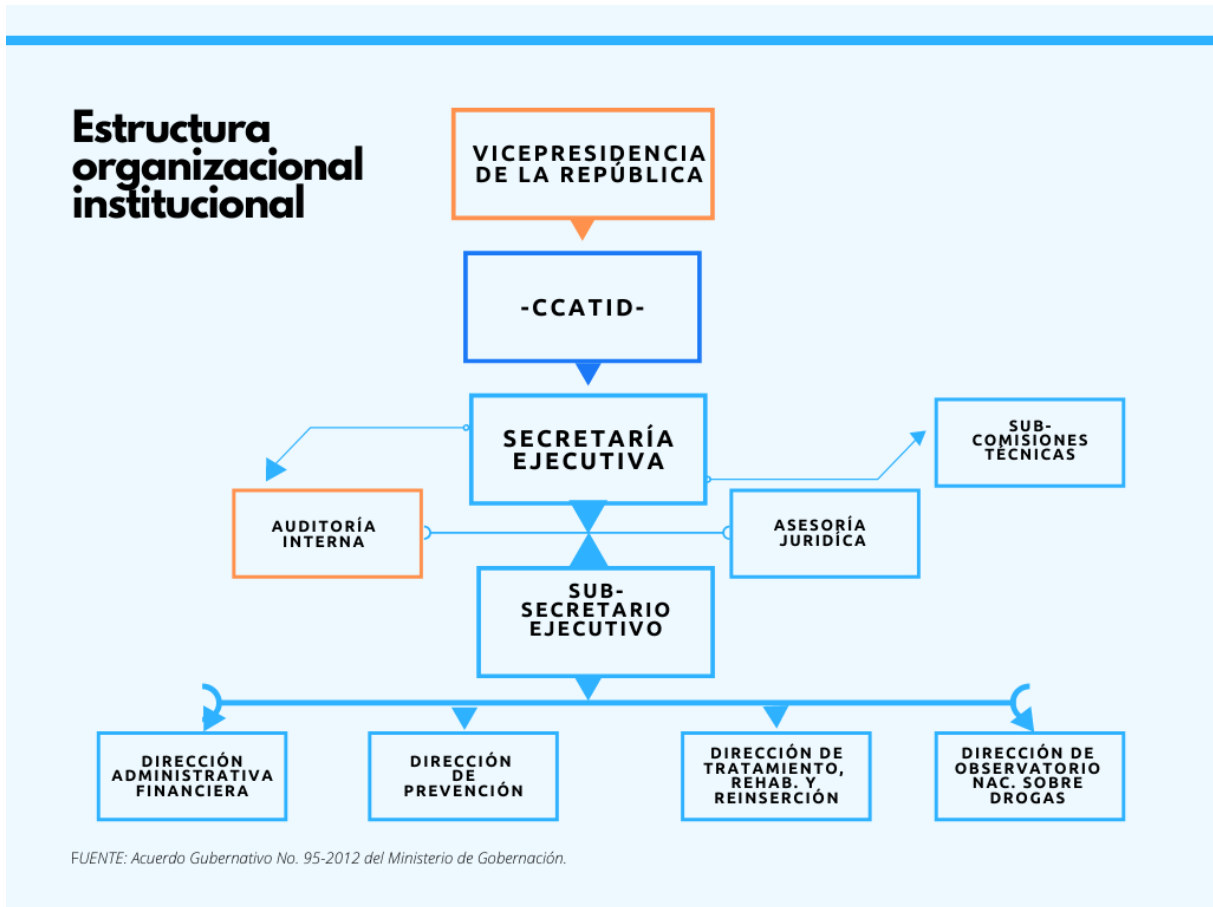 Estructura
organizacional
institucional
VICEPRESIDENCIA
DE LA REPÚBLICA
-CCATID-
SECRETARÍA
EJECUTIVA
SUB-
COMISIONES
TÉCNICAS
AUDITORÍA
INTERNA
ASESORÍA
JURIDÍCA
SUB-
SECRETARIO
EJECUTIVO
DIRECCIÓN
ADMINISTRATIVA
FINANCIERA
DIRECCIÓN
DE
PREVENCIÓN
DIRECCIÓN DE
TRATAMIENTO,
REHAB. Y
REINSERCIÓN
DIRECCIÓN DE
OBSERVATORIO
NAC. SOBRE
DROGAS
FUENTE: Acuerdo Gubernativo No. 95-2012 del Ministerio de Gobernación.